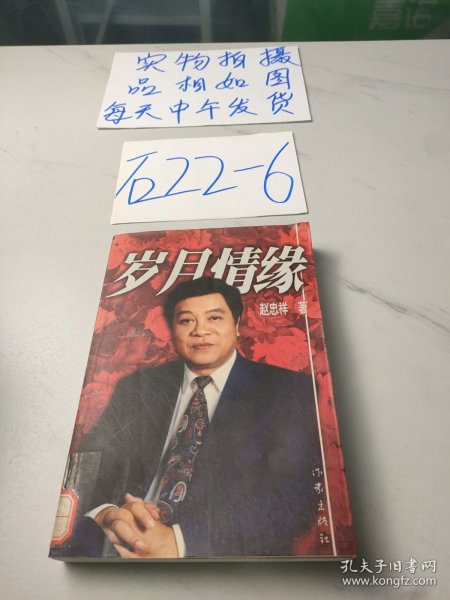 实物拍摄
品相如图
每天中午发货
石22-6
岁月情缘
赵忠祥 著
作家出版社
孔夫子旧书网
www.kongfz.com